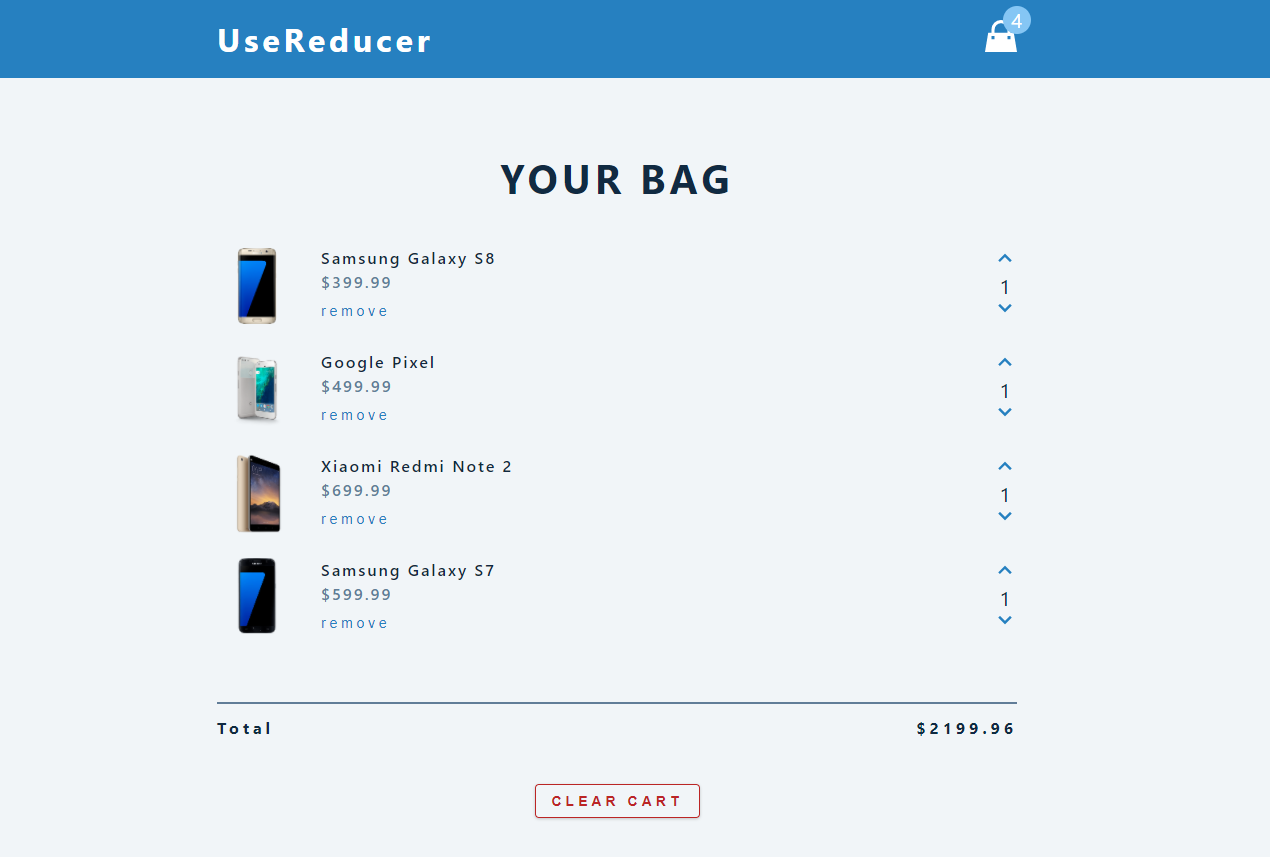 UseReducer
4
YOUR BAG
Samsung Galaxy S8
$399.99
remove
1
Google Pixel
$499.99
remove
1
Xiaomi Redmi Note 2
$699.99
remove
1
Samsung Galaxy S7
$599.99
remove
1
Total $2199.96
CLEAR CART